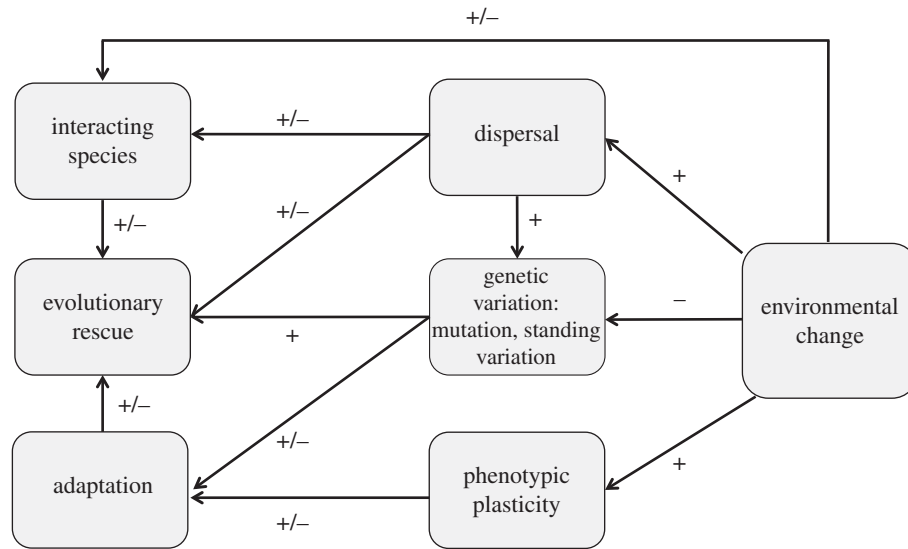 +/–
interacting
species
+/–
dispersal
+
+/–
+/–
+
evolutionary
rescue
+
genetic
variation:
mutation, standing
variation
–
environmental
change
+/–
+/–
+
adaptation
+/–
phenotypic
plasticity